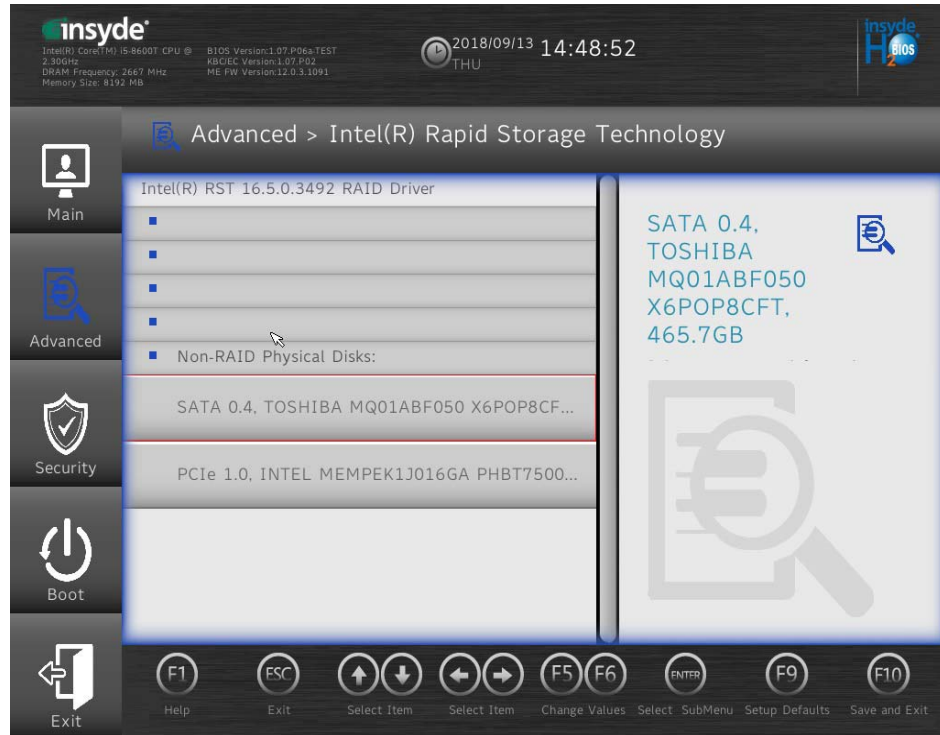 insyde
Intel(R) Core(TM) i5-8600T CPU @
2.30GHz
DRAM Frequency: 2667 MHz
Memory Size: 8192 MB
BIOS Version:1.07.P06a-TEST
KBC/EC Version:1.07.P02
ME FW Version:12.0.3.1091
2018/09/13 14:48:52
THU
insyde
H2O BIOS
Advanced > Intel(R) Rapid Storage Technology
Main
Advanced
Security
Boot
Exit
Intel(R) RST 16.5.0.3492 RAID Driver
Non-RAID Physical Disks:
SATA 0.4, TOSHIBA MQ01ABF050 X6POP8CF...
PCIe 1.0, INTEL MEMPEK1J016GA PHBT7500...
SATA 0.4,
TOSHIBA
MQ01ABF050
X6POP8CFT,
465.7GB
F1
Help
ESC
Exit
Select Item
Select Item
F5 F6
Change Values
ENTER
Select SubMenu
F9
Setup Defaults
F10
Save and Exit